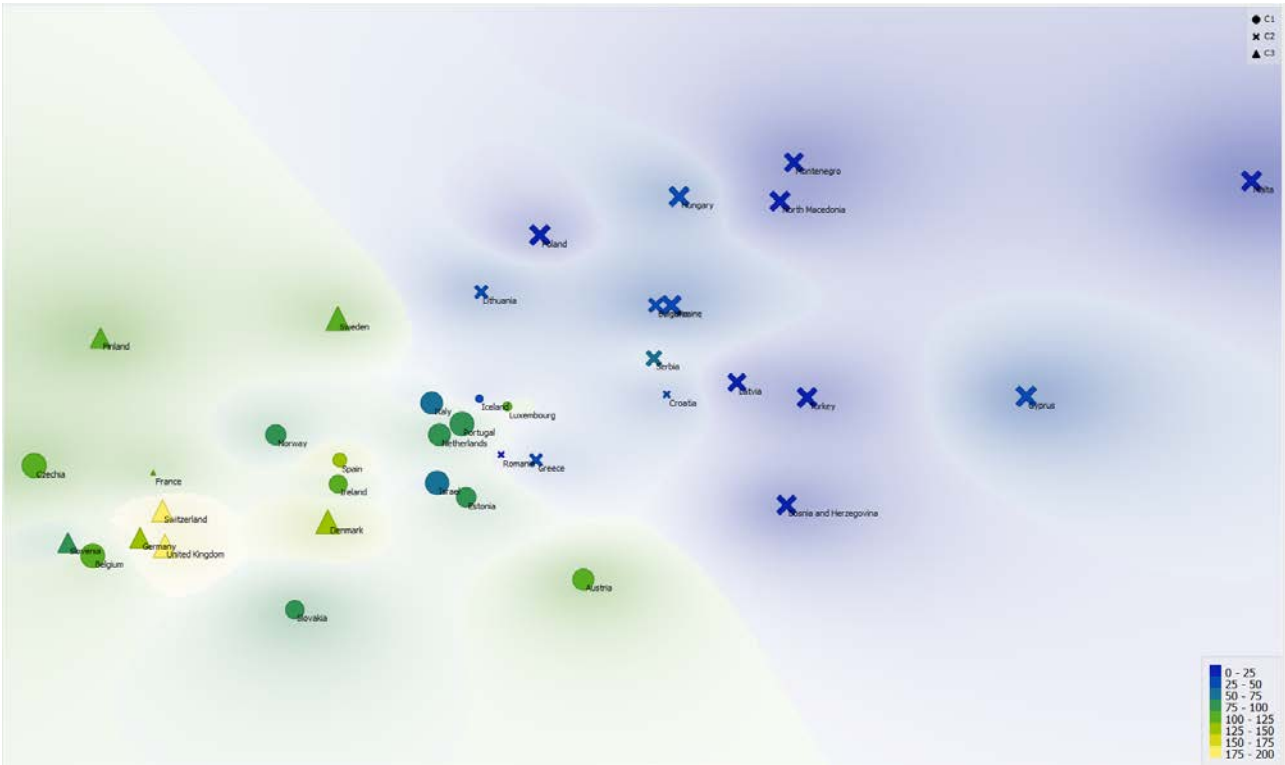 C1
C2
C3
Montenegro
Malta
Hungary
North Macedonia
Poland
Lithuania
Sweden
Finland
Serbia
Latvia
Croatia
Turkey
Cyprus
Italy
Iceland
Luxembourg
Portugal
Norway
Netherlands
Romania
Greece
Spain
Czechia
France
Ireland
Israel
Estonia
Bosnia and Herzegovina
Switzerland
Denmark
Germany
Slovenia
United Kingdom
Belgium
Austria
Slovakia
0 - 25
25 - 50
50 - 75
75 - 100
100 - 125
125 - 150
150 - 175
175 - 200